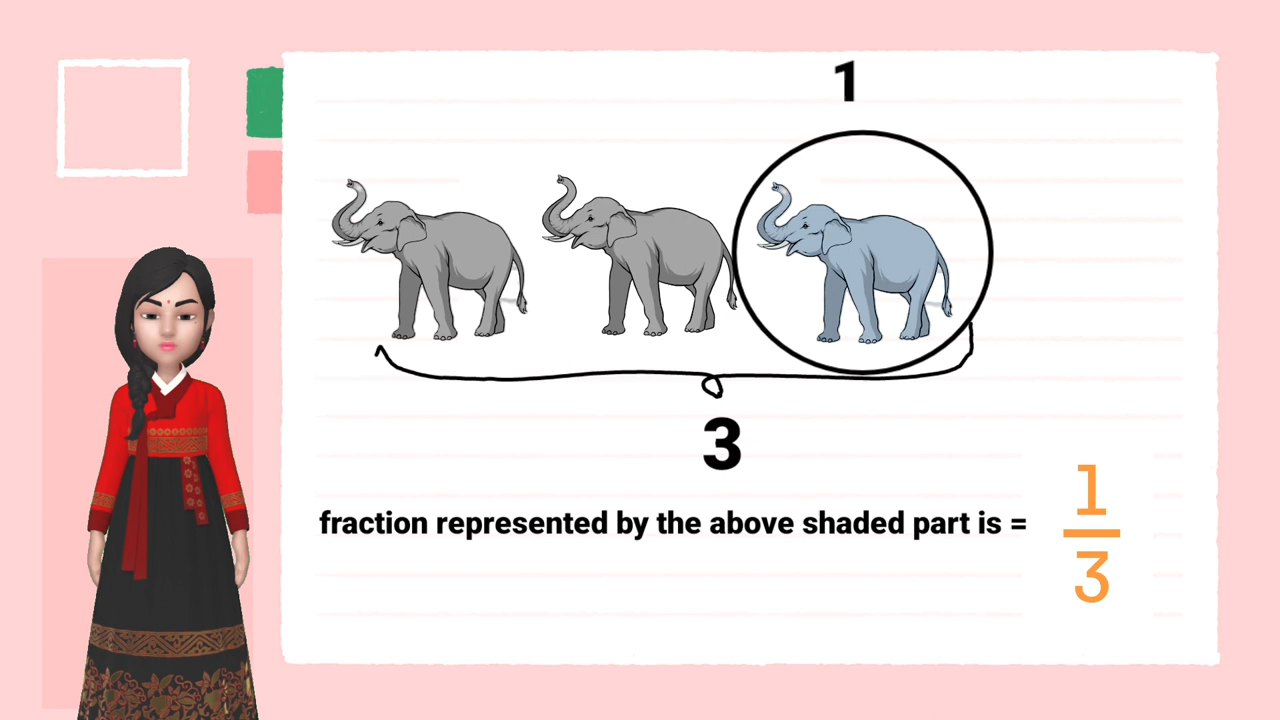 1
3
fraction represented by the above shaded part is =
1
3